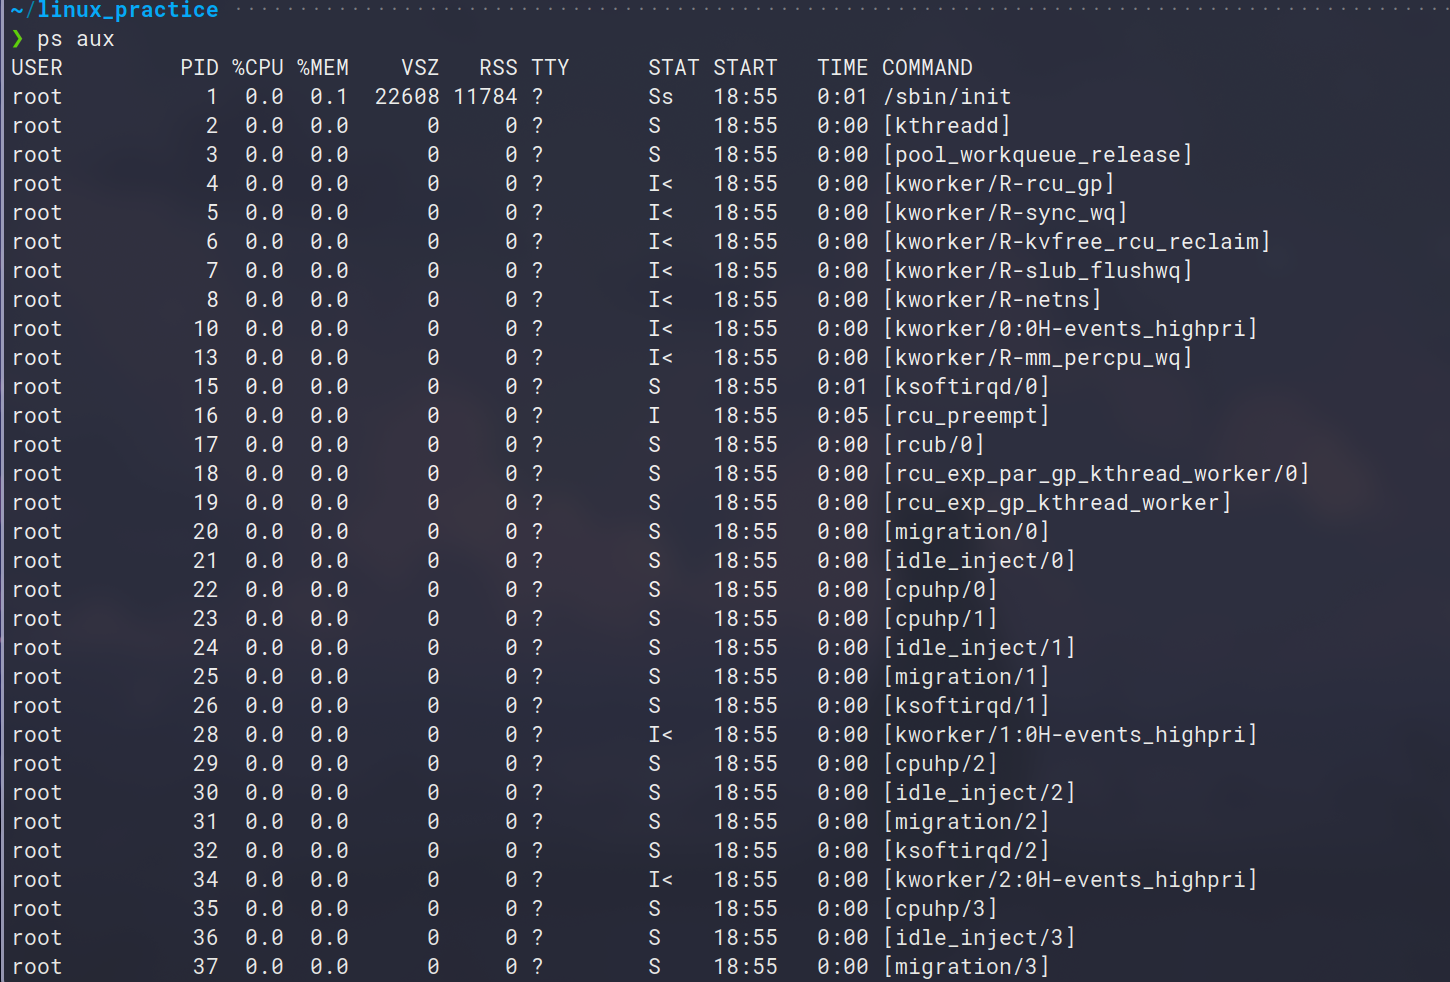 ~/linux_practice
❯ ps aux
USER         PID %CPU %MEM    VSZ   RSS TTY      STAT START   TIME COMMAND
root           1  0.0  0.1  22608 11784 ?        Ss   18:55   0:01 /sbin/init
root           2  0.0  0.0      0     0 ?        S    18:55   0:00 [kthreadd]
root           3  0.0  0.0      0     0 ?        S    18:55   0:00 [pool_workqueue_release]
root           4  0.0  0.0      0     0 ?        I<   18:55   0:00 [kworker/R-rcu_gp]
root           5  0.0  0.0      0     0 ?        I<   18:55   0:00 [kworker/R-sync_wq]
root           6  0.0  0.0      0     0 ?        I<   18:55   0:00 [kworker/R-kvfree_rcu_reclaim]
root           7  0.0  0.0      0     0 ?        I<   18:55   0:00 [kworker/R-slub_flushwq]
root           8  0.0  0.0      0     0 ?        I<   18:55   0:00 [kworker/R-netns]
root          10  0.0  0.0      0     0 ?        I<   18:55   0:00 [kworker/0:0H-events_highpri]
root          13  0.0  0.0      0     0 ?        I<   18:55   0:00 [kworker/R-mm_percpu_wq]
root          15  0.0  0.0      0     0 ?        S    18:55   0:01 [ksoftirqd/0]
root          16  0.0  0.0      0     0 ?        I    18:55   0:05 [rcu_preempt]
root          17  0.0  0.0      0     0 ?        S    18:55   0:00 [rcub/0]
root          18  0.0  0.0      0     0 ?        S    18:55   0:00 [rcu_exp_par_gp_kthread_worker/0]
root          19  0.0  0.0      0     0 ?        S    18:55   0:00 [rcu_exp_gp_kthread_worker]
root          20  0.0  0.0      0     0 ?        S    18:55   0:00 [migration/0]
root          21  0.0  0.0      0     0 ?        S    18:55   0:00 [idle_inject/0]
root          22  0.0  0.0      0     0 ?        S    18:55   0:00 [cpuhp/0]
root          23  0.0  0.0      0     0 ?        S    18:55   0:00 [cpuhp/1]
root          24  0.0  0.0      0     0 ?        S    18:55   0:00 [idle_inject/1]
root          25  0.0  0.0      0     0 ?        S    18:55   0:00 [migration/1]
root          26  0.0  0.0      0     0 ?        S    18:55   0:00 [ksoftirqd/1]
root          28  0.0  0.0      0     0 ?        I<   18:55   0:00 [kworker/1:0H-events_highpri]
root          29  0.0  0.0      0     0 ?        S    18:55   0:00 [cpuhp/2]
root          30  0.0  0.0      0     0 ?        S    18:55   0:00 [idle_inject/2]
root          31  0.0  0.0      0     0 ?        S    18:55   0:00 [migration/2]
root          32  0.0  0.0      0     0 ?        S    18:55   0:00 [ksoftirqd/2]
root          34  0.0  0.0      0     0 ?        I<   18:55   0:00 [kworker/2:0H-events_highpri]
root          35  0.0  0.0      0     0 ?        S    18:55   0:00 [cpuhp/3]
root          36  0.0  0.0      0     0 ?        S    18:55   0:00 [idle_inject/3]
root          37  0.0  0.0      0     0 ?        S    18:55   0:00 [migration/3]